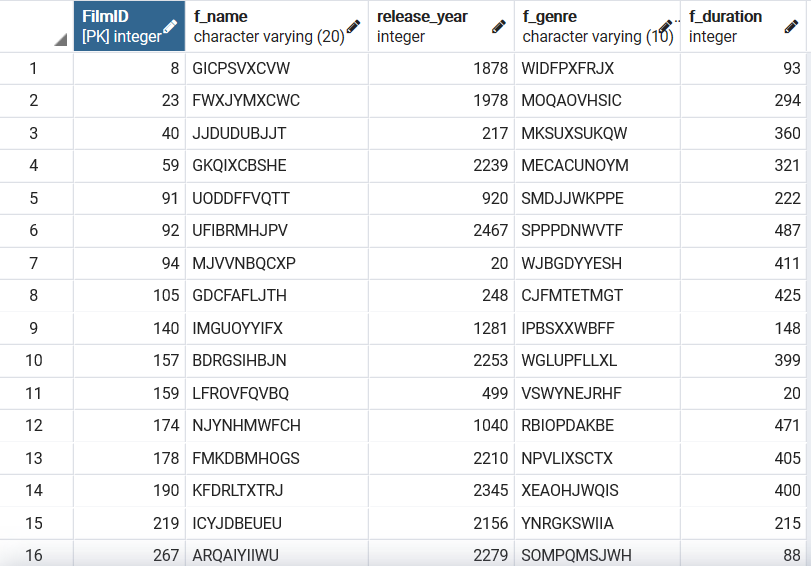 FilmID f_name release_year f_genre f_duration
[PK] integer character varying (20) integer character varying (10) integer
1 8 GICPSVXCVW 1878 WIDFPXFRJX 93
2 23 FWXJYMXCWC 1978 MOQAOVHSIC 294
3 40 JJDUDUBJJT 217 MKSUXSUKQW 360
4 59 GKQIXCBSHE 2239 MECACUNOYM 321
5 91 UODDFFVQTT 920 SMDJJWKPPE 222
6 92 UFIBRMHJPV 2467 SPPPDNWVTF 487
7 94 MJVVNBQCXP 20 WJBGDYYESH 411
8 105 GDCFAFLJTH 248 CJFMTETMGT 425
9 140 IMGUOYYIFX 1281 IPBSXXWBFF 148
10 157 BDRGSIHBJN 2253 WGLUPFLLXL 399
11 159 LFROVFQVBQ 499 VSWYNEJRHF 20
12 174 NJYNHMWFCH 1040 RBIOPDAKBE 471
13 178 FMKDBMHOGS 2210 NPVLIXSCTX 405
14 190 KFDRLTXTRJ 2345 XEAOHJWQIS 400
15 219 ICYJDBEUEU 2156 YNRGKSWIIA 215
16 267 ARQAIYIIWU 2279 SOMPQMSJWH 88